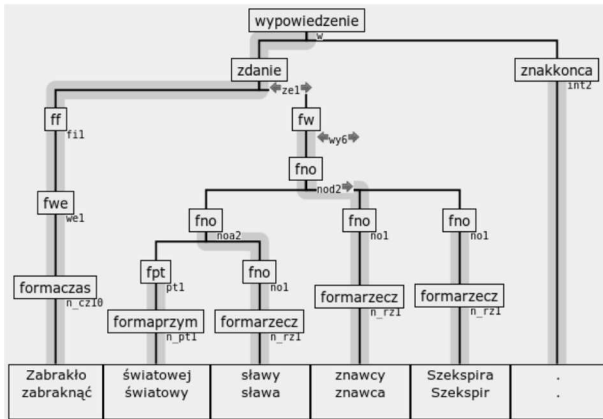 wypowiedzenie
w
zdanie znakkonca
ze1 int2
ff fw
fi1 wy6
fno
nod2
fwe fno fno fno
we1 noa2 no1 no1
fpt fno
pt1 no1
formaczas formarzecz formarzecz
n_cz10 n_rz1 n_rz1
formaprzym formarzecz
n_pt1 n_rz1
Zabrakło światowej sławy znawcy Szekspira .
zabraknąć światowy sława znawca Szekspir .